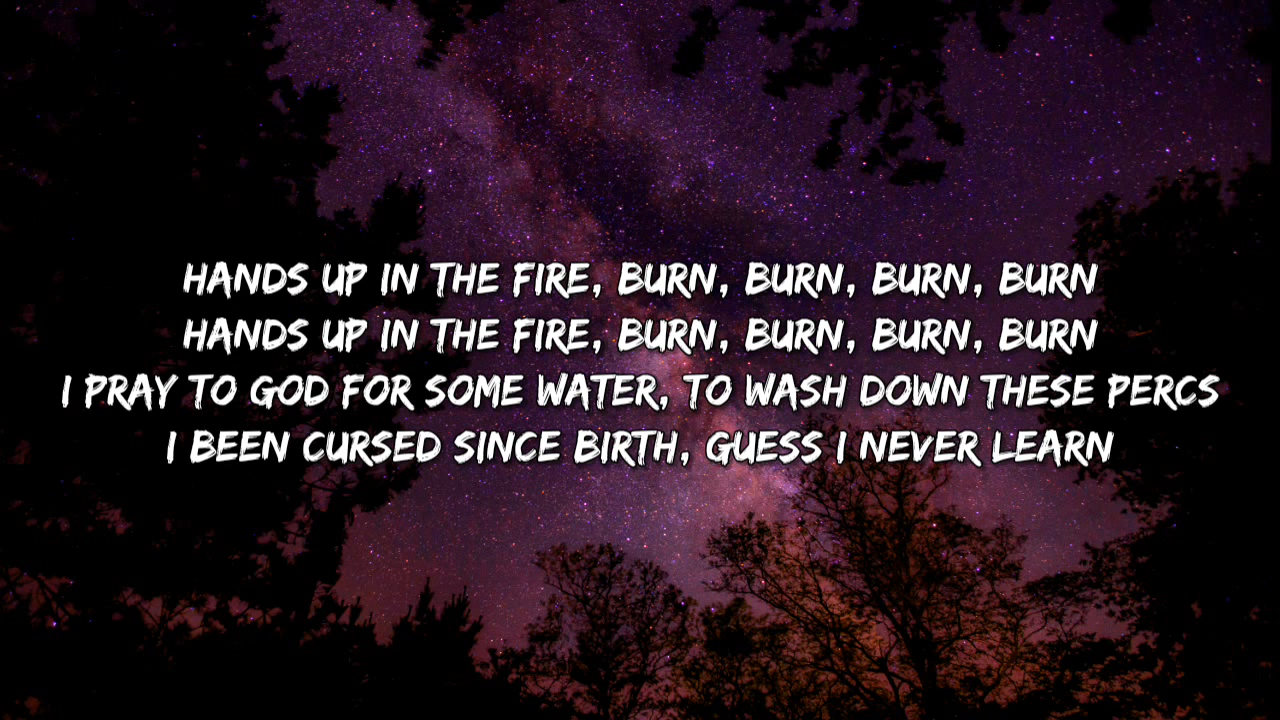 HANDS UP IN THE FIRE, BURN, BURN, BURN, BURN
HANDS UP IN THE FIRE, BURN, BURN, BURN, BURN
I PRAY TO GOD FOR SOME WATER, TO WASH DOWN THESE PERCS
I BEEN CURSED SINCE BIRTH, GUESS I NEVER LEARN